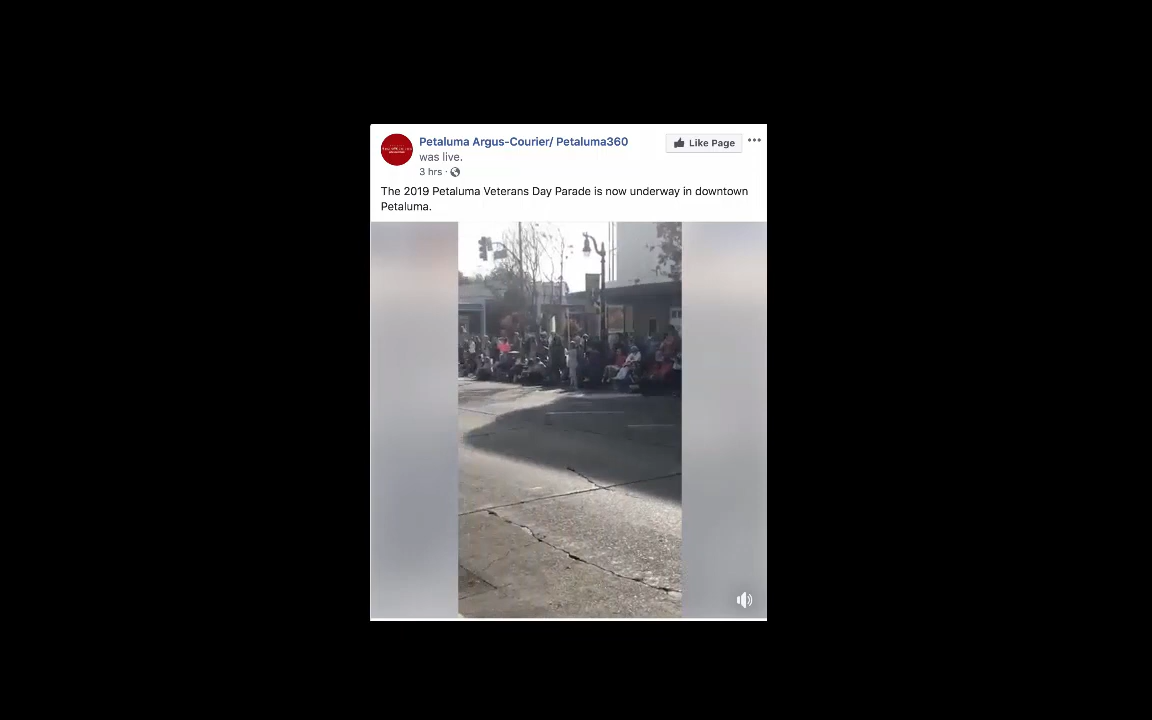 Petaluma Argus-Courier/ Petaluma360
Like Page
was live.
3 hrs ·
The 2019 Petaluma Veterans Day Parade is now underway in downtown
Petaluma.